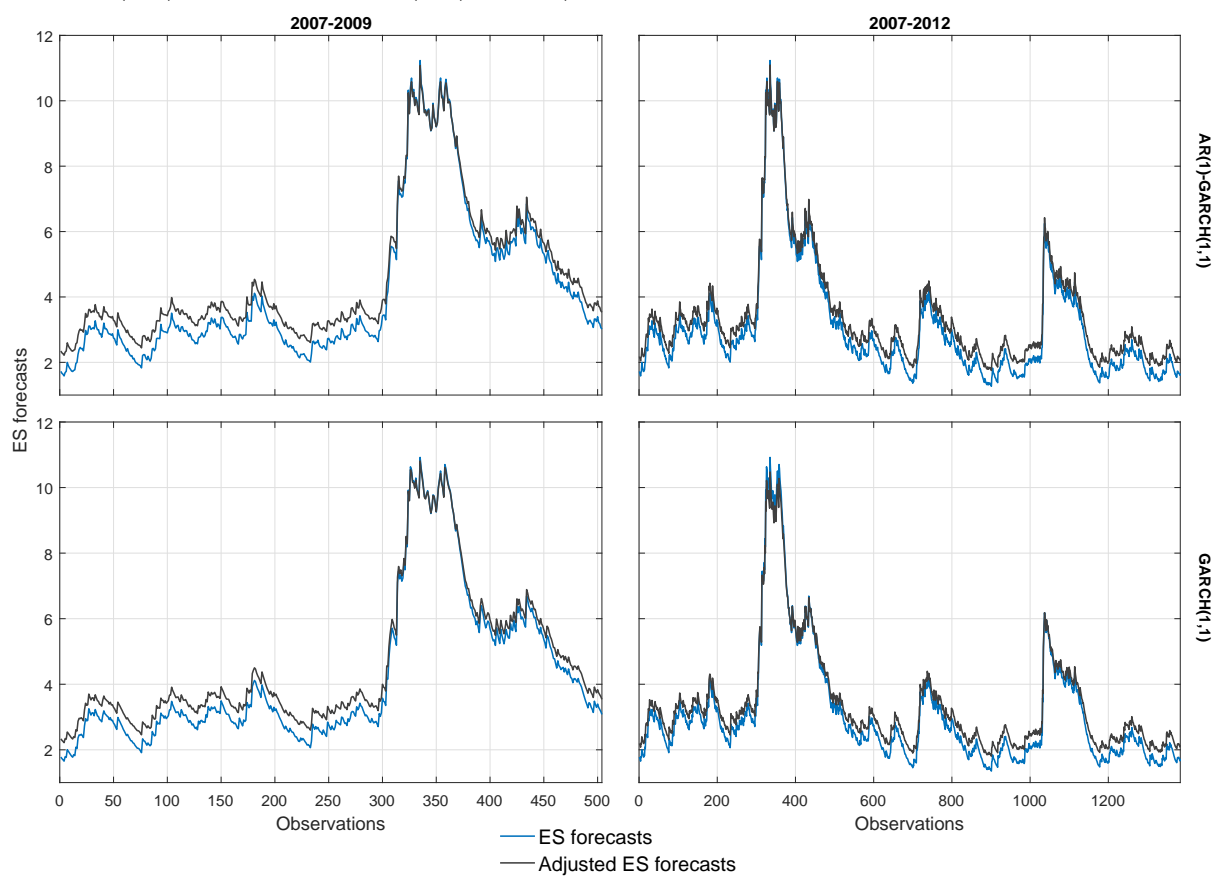 2007-2009
2007-2012
12
10
8
6
4
2
AR(1)-GARCH(1,1)
ES forecasts
12
10
8
6
4
2
GARCH(1,1)
0 50 100 150 200 250 300 350 400 450 500
0 200 400 600 800 1000 1200
Observations
Observations
ES forecasts
Adjusted ES forecasts